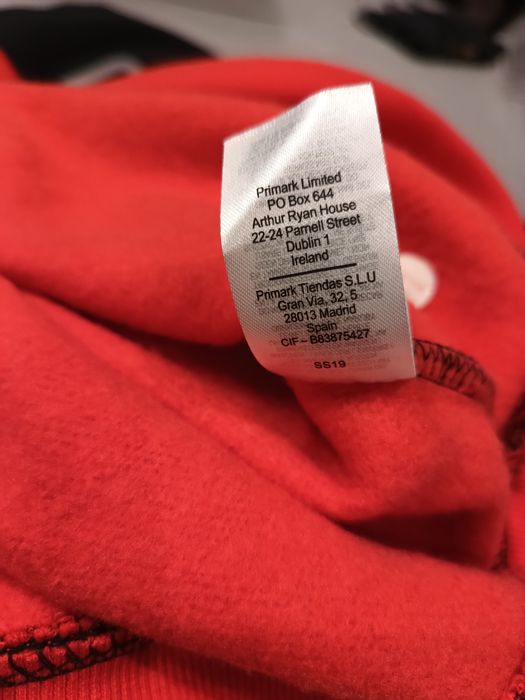 Primark Limited
PO Box 644
Arthur Ryan House
22-24 Parnell Street
Dublin 1
Ireland
Primark Tiendas S.L.U
Gran Via, 32, 5
28013 Madrid
Spain
CIF~ B83875427
SS19